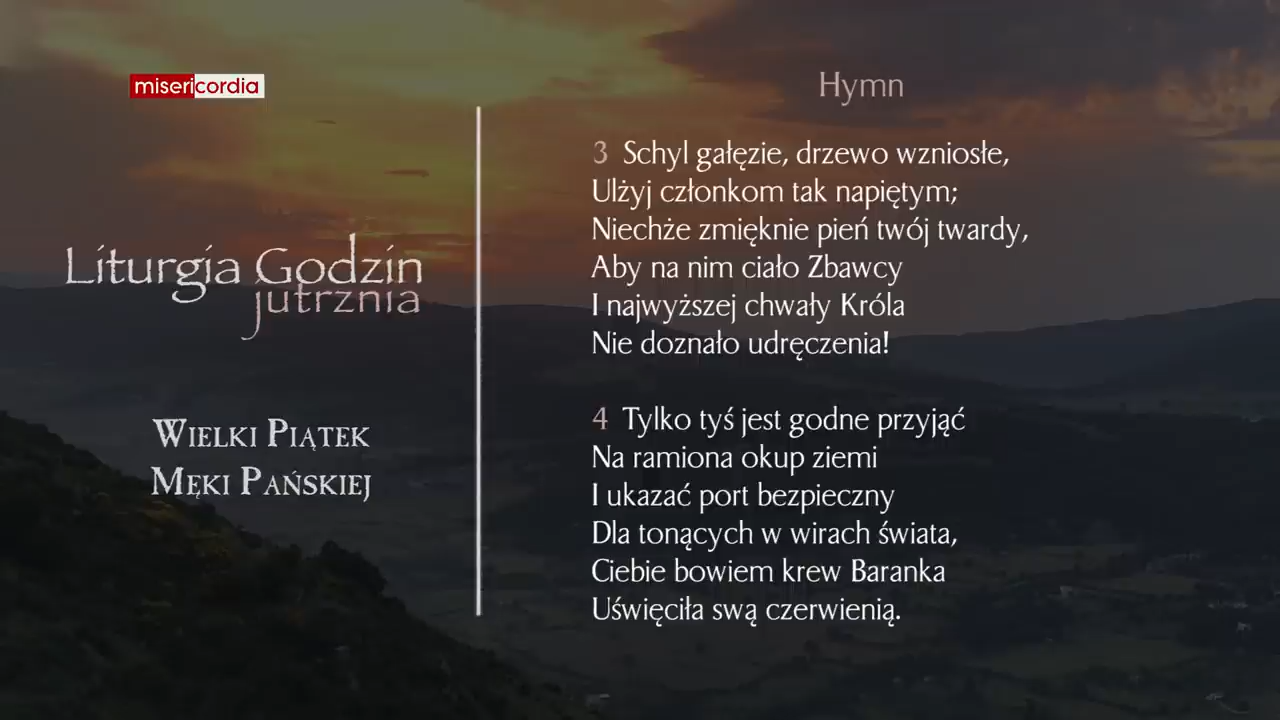 misericordia
Liturgia Godzin
jutrznia
Wielki Piątek
Męki Pańskiej
Hymn
3 Schyl gałęzie, drzewo wzniosłe,
Ulżyj członkom tak napiętym;
Niechże zmięknie pień twój twardy,
Aby na nim ciało Zbawcy
I najwyższej chwały Króla
Nie doznało udręczenia!
4 Tylko tyś jest godne przyjąć
Na ramiona okup ziemi
I ukazać port bezpieczny
Dla tonących w wirach świata,
Ciebie bowiem krew Baranka
Uświęciła swą czerwienią.